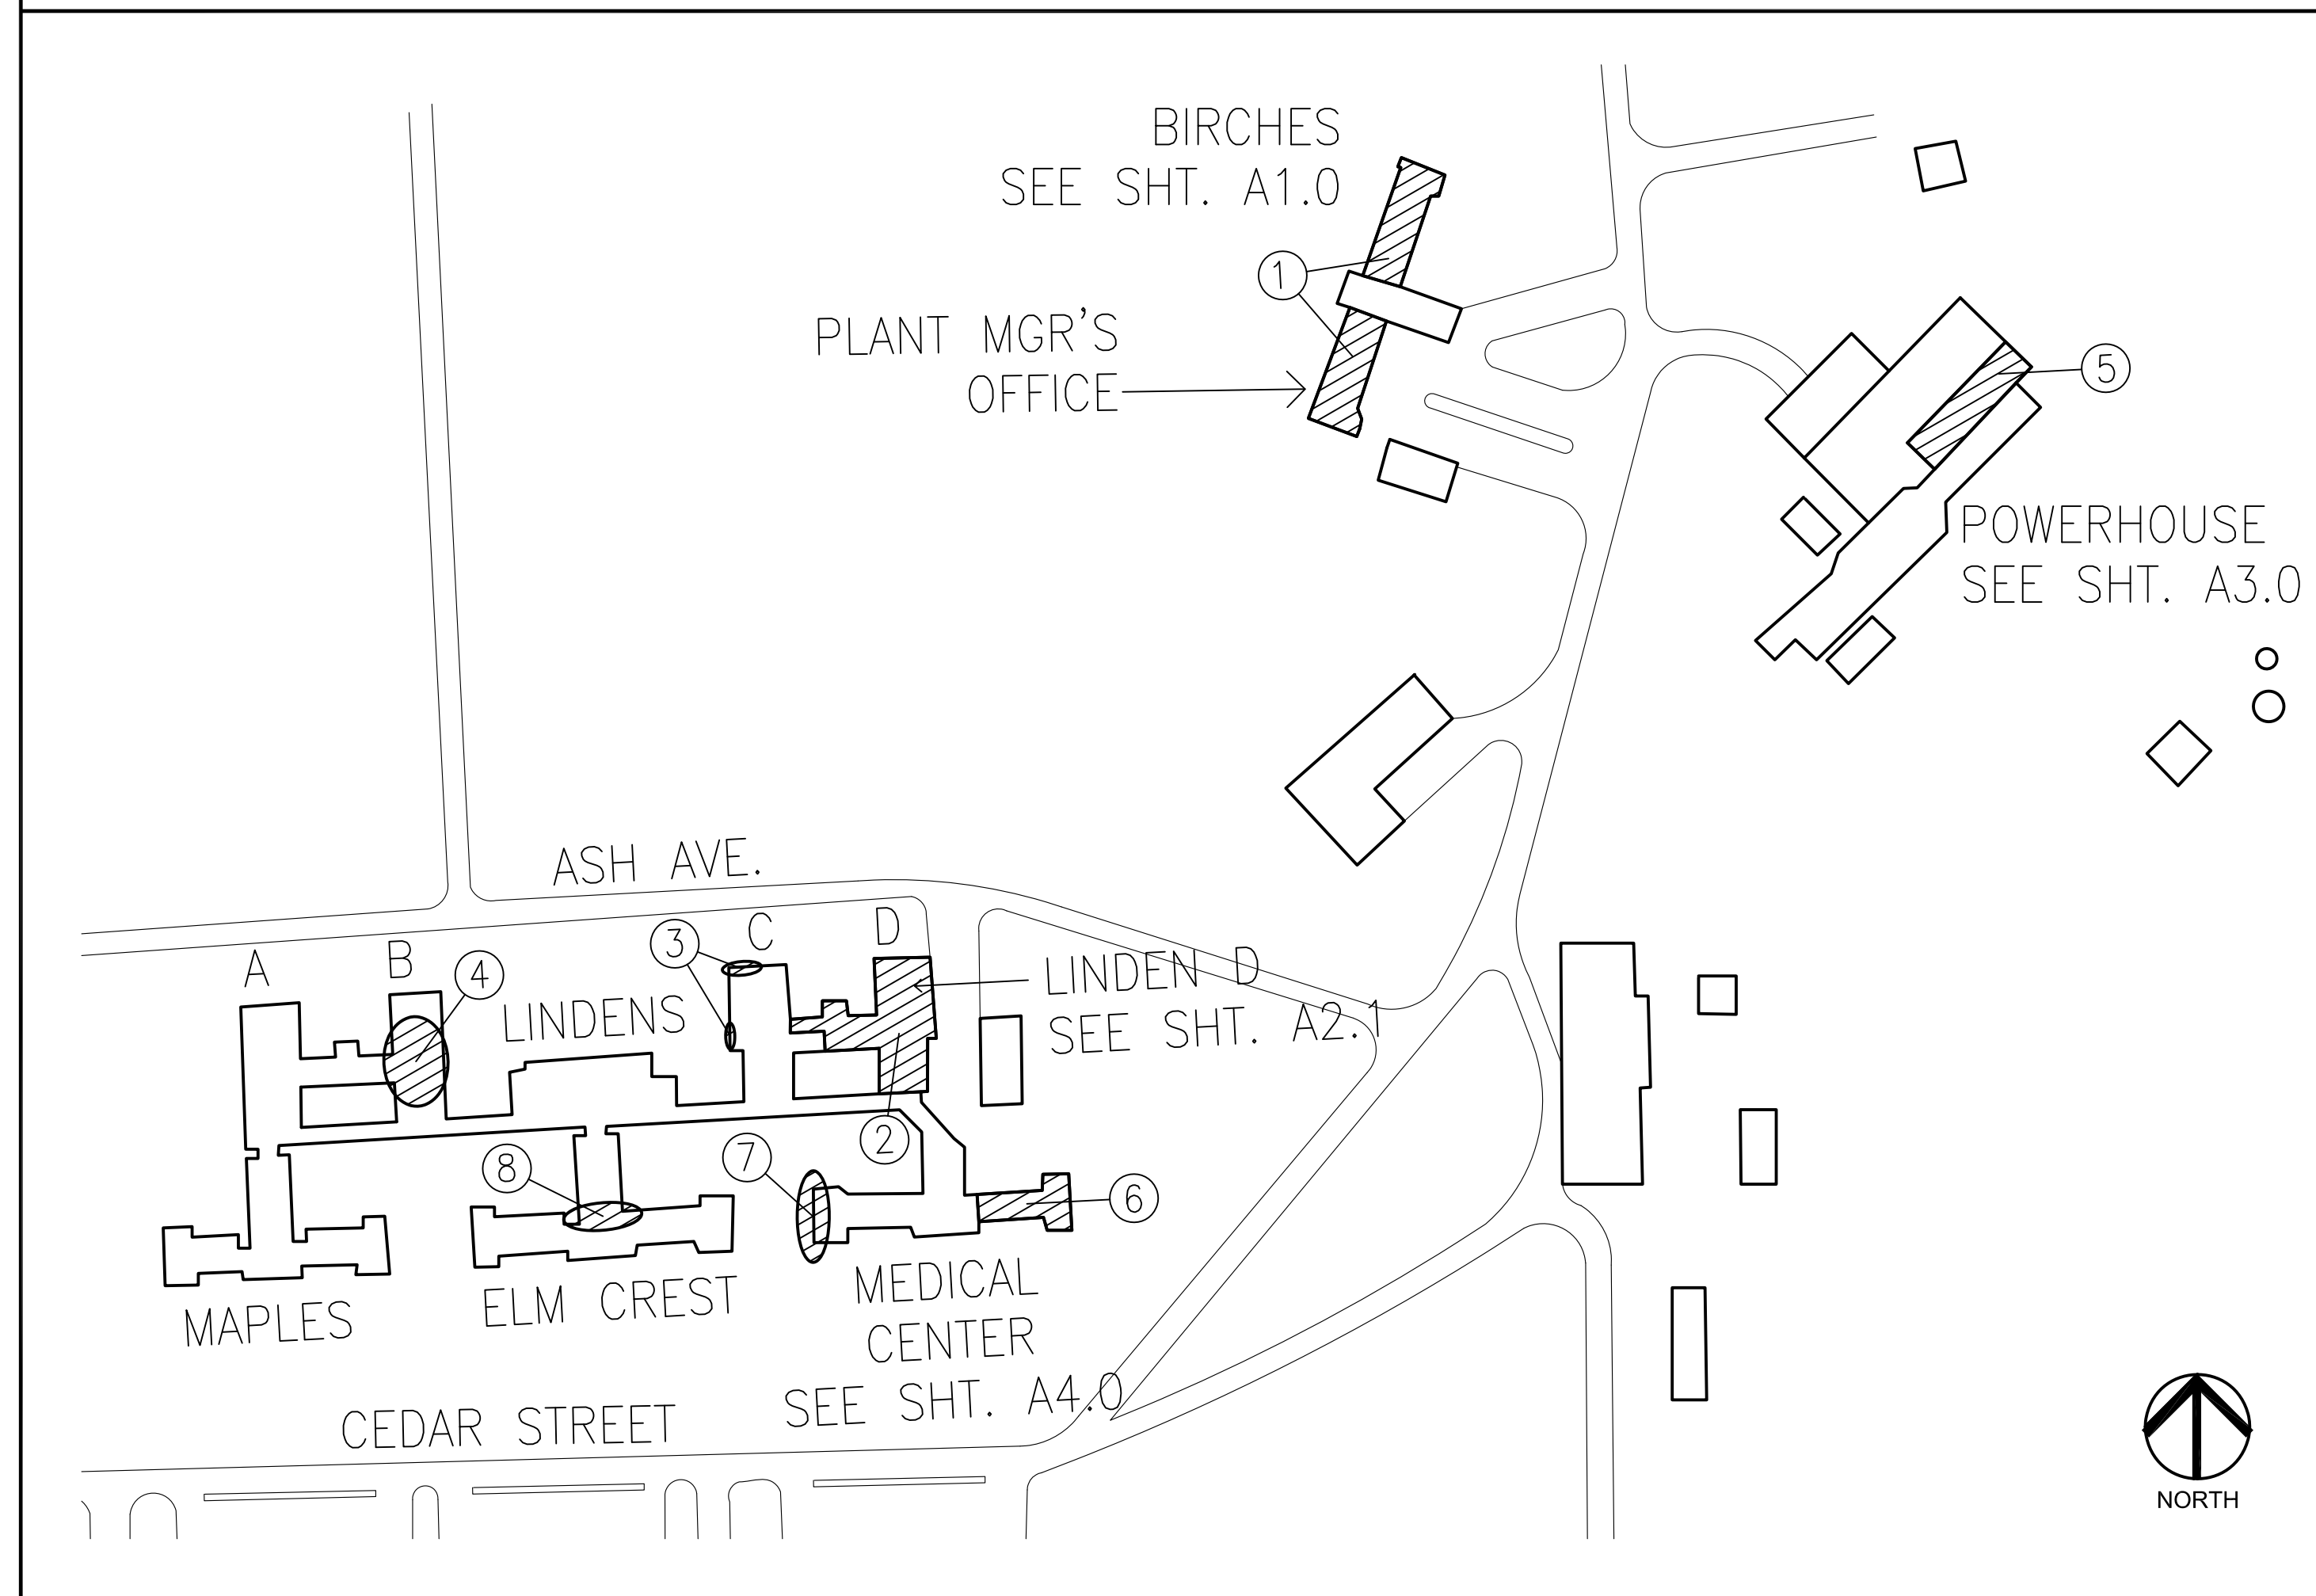 BIRCHES
SEE SHT. A1.0
1
PLANT MGR'S
OFFICE
5
POWERHOUSE
SEE SHT. A3.0
ASH AVE.
A
B
4
LINDENS
3
C
D
LINDEN D
SEE SHT. A2.1
8
7
2
6
MAPLES
ELM CREST
MEDICAL
CENTER
SEE SHT. A4.0
CEDAR STREET
NORTH